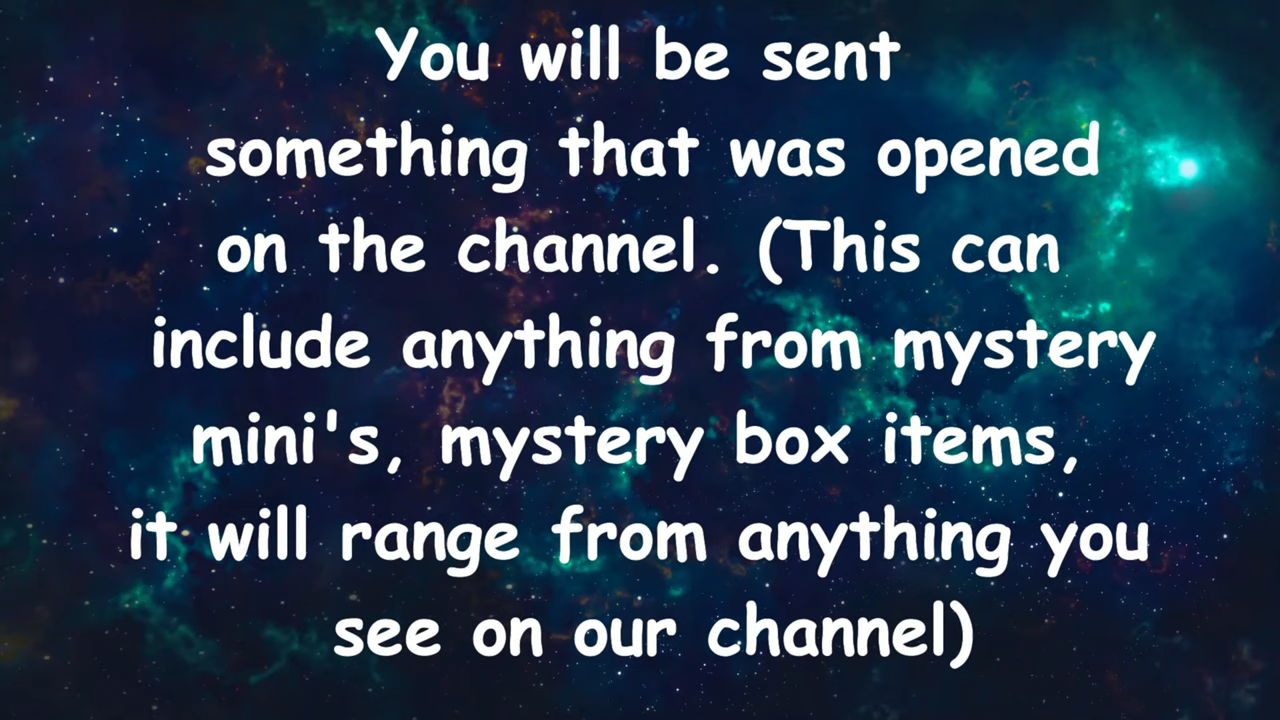 You will be sent
something that was opened
on the channel. (This can
include anything from mystery
mini's, mystery box items,
it will range from anything you
see on our channel)